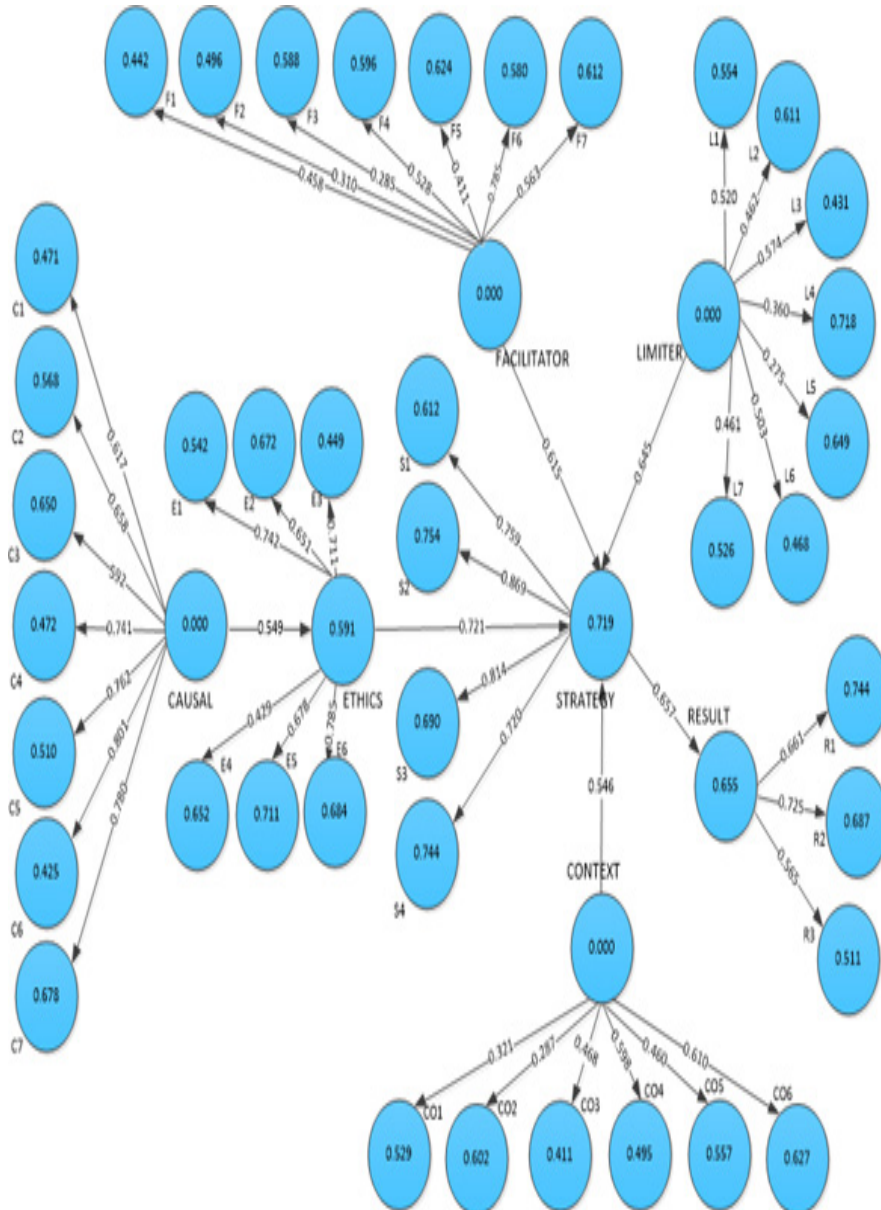 0.442 0.496 0.588 0.596 0.624 0.580 0.612
F1 F2 F3 F4 F5 F6 F7
0.458 0.310 0.285 0.528 0.411 0.785 0.563
0.000
FACILITATOR
0.615
0.554
L1
0.611
L2
0.431
L3
0.520 0.462 0.574
0.360
L4
0.718
0.000
LIMITER
0.275
L5
0.649
0.503
L6
0.468
0.461
L7
0.526
0.645
0.471
C1
0.617
0.568
C2
0.658
0.650
C3
592
0.472
C4
0.741
0.510
C5
0.762
0.425
C6
0.801
0.678
C7
0.780
0.000
CAUSAL
0.549
0.542 0.672 0.449
E1 E2 E3
0.742 0.651 0.711
0.591
ETHICS
0.429 0.678 0.785
E4 E5 E6
0.652 0.711 0.684
0.721
0.612
S1
0.759
0.754
S2
0.869
0.719
STRATEGY
0.814
0.690
S3
0.720
0.744
S4
0.657
RESULT
0.655
0.661
0.744
R1
0.725
0.687
R2
0.565
R3
0.511
0.546
CONTEXT
0.000
0.321 0.287 0.468 0.598 0.460 0.610
CO1 CO2 CO3 CO4 CO5 CO6
0.529 0.602 0.411 0.495 0.557 0.627